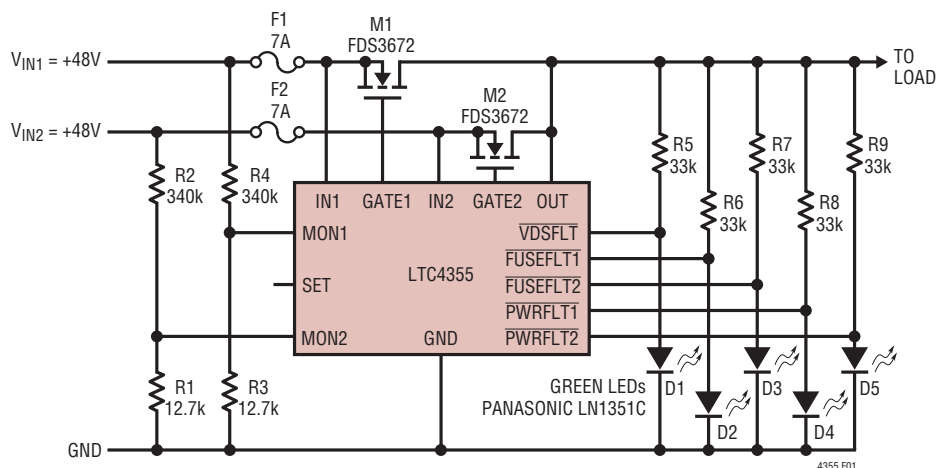 F1
7A
M1
FDS3672
VIN1 = +48V
TO
LOAD
F2
7A
M2
FDS3672
VIN2 = +48V
R2
340k
R4
340k
R5
33k
R7
33k
R9
33k
R6
33k
R8
33k
IN1
GATE1
IN2
GATE2
OUT
MON1
VDSFLT
FUSEFLT1
SET
LTC4355
FUSEFLT2
PWRFLT1
MON2
GND
PWRFLT2
R1
12.7k
R3
12.7k
GREEN LEDs
PANASONIC LN1351C
D1
D3
D5
D2
D4
GND
4355 F01